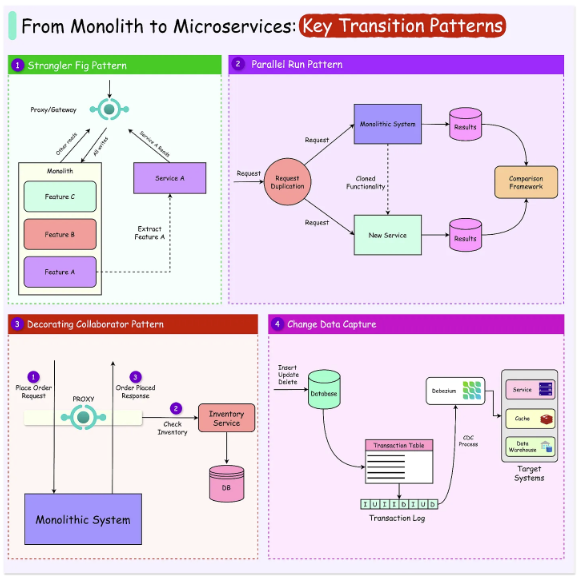 From Monolith to Microservices: Key Transition Patterns
1 Strangler Fig Pattern
Proxy/Gateway
Other reads
All writes
Service A Reads
Monolith
Feature C
Feature B
Feature A
Service A
Extract
Feature A
2 Parallel Run Pattern
Request
Request
Duplication
Request
Request
Monolithic System
Cloned
Functionality
New Service
Results
Results
Comparison
Framework
3 Decorating Collaborator Pattern
1
Place Order
Request
3
Order Placed
Response
PROXY
2
Check
Inventory
Inventory
Service
DB
Monolithic System
4 Change Data Capture
Insert
Update
Delete
Database
Transaction Table
I U I I D I U D
Transaction Log
CDC
Process
Debezium
Service
Cache
Data
Warehouse
Target
Systems